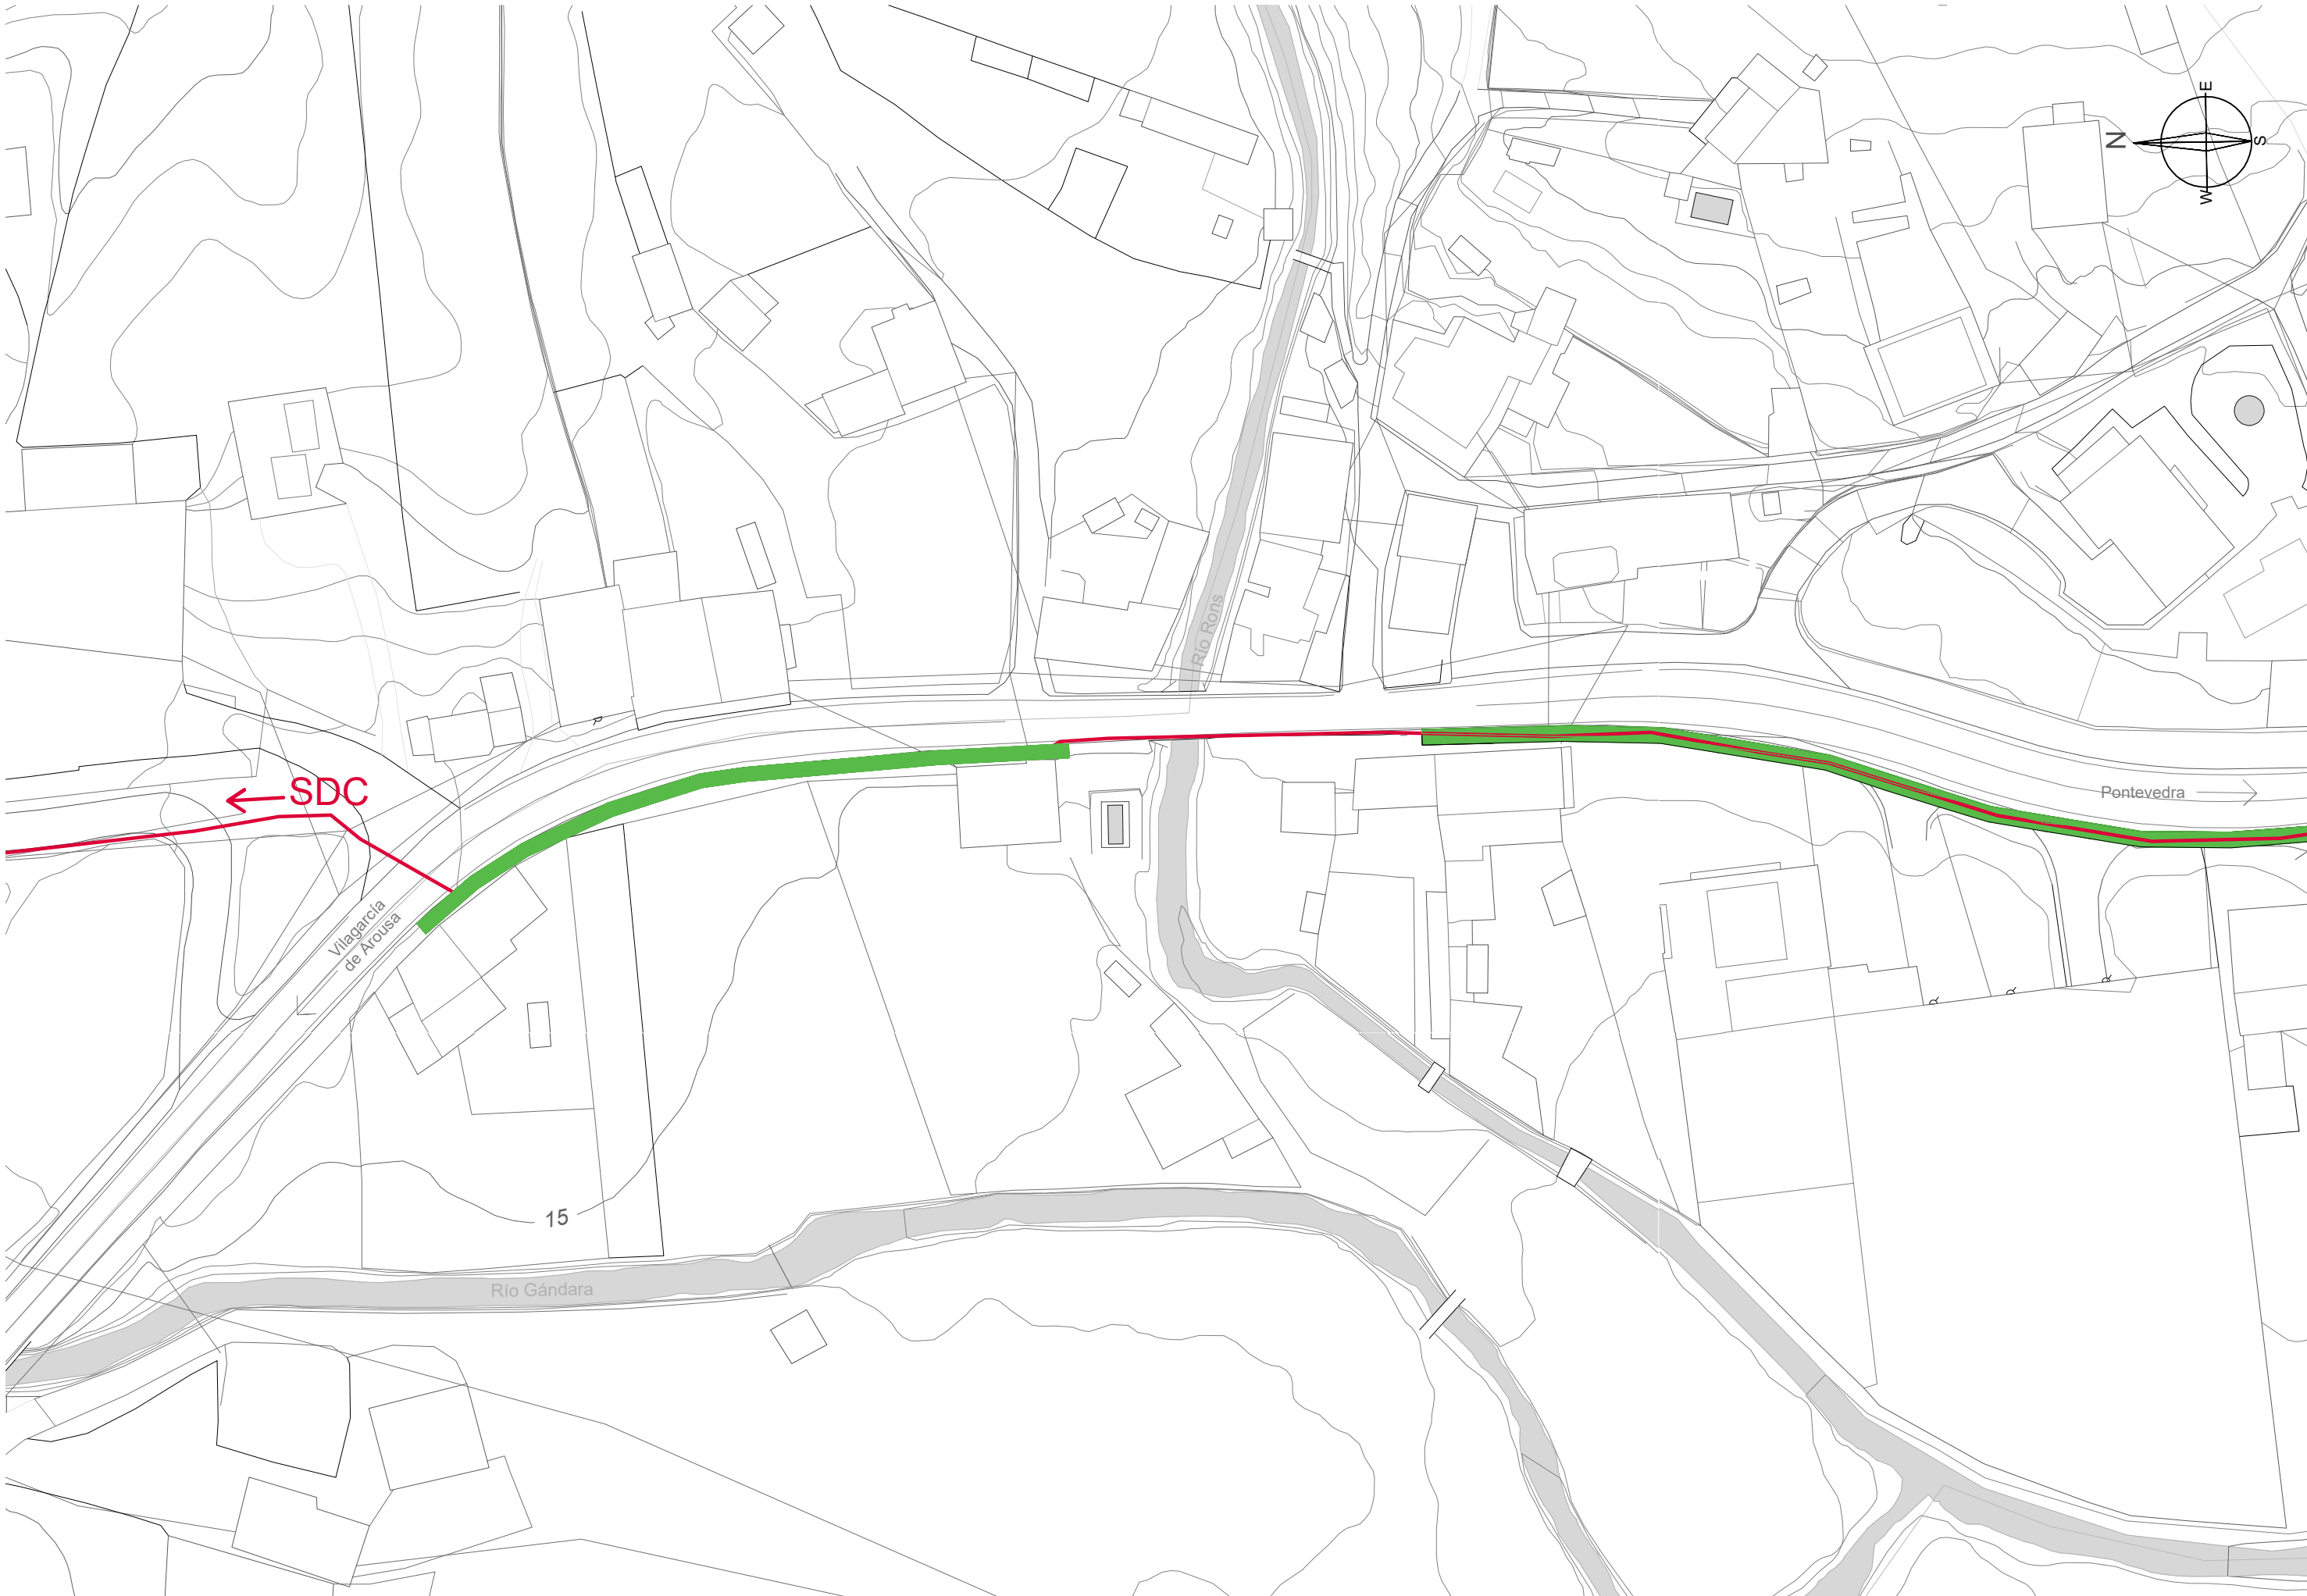 E
N
S
W
Río Rons
SDC
Pontevedra
Vilagarcía
de Arousa
15
Río Gándara